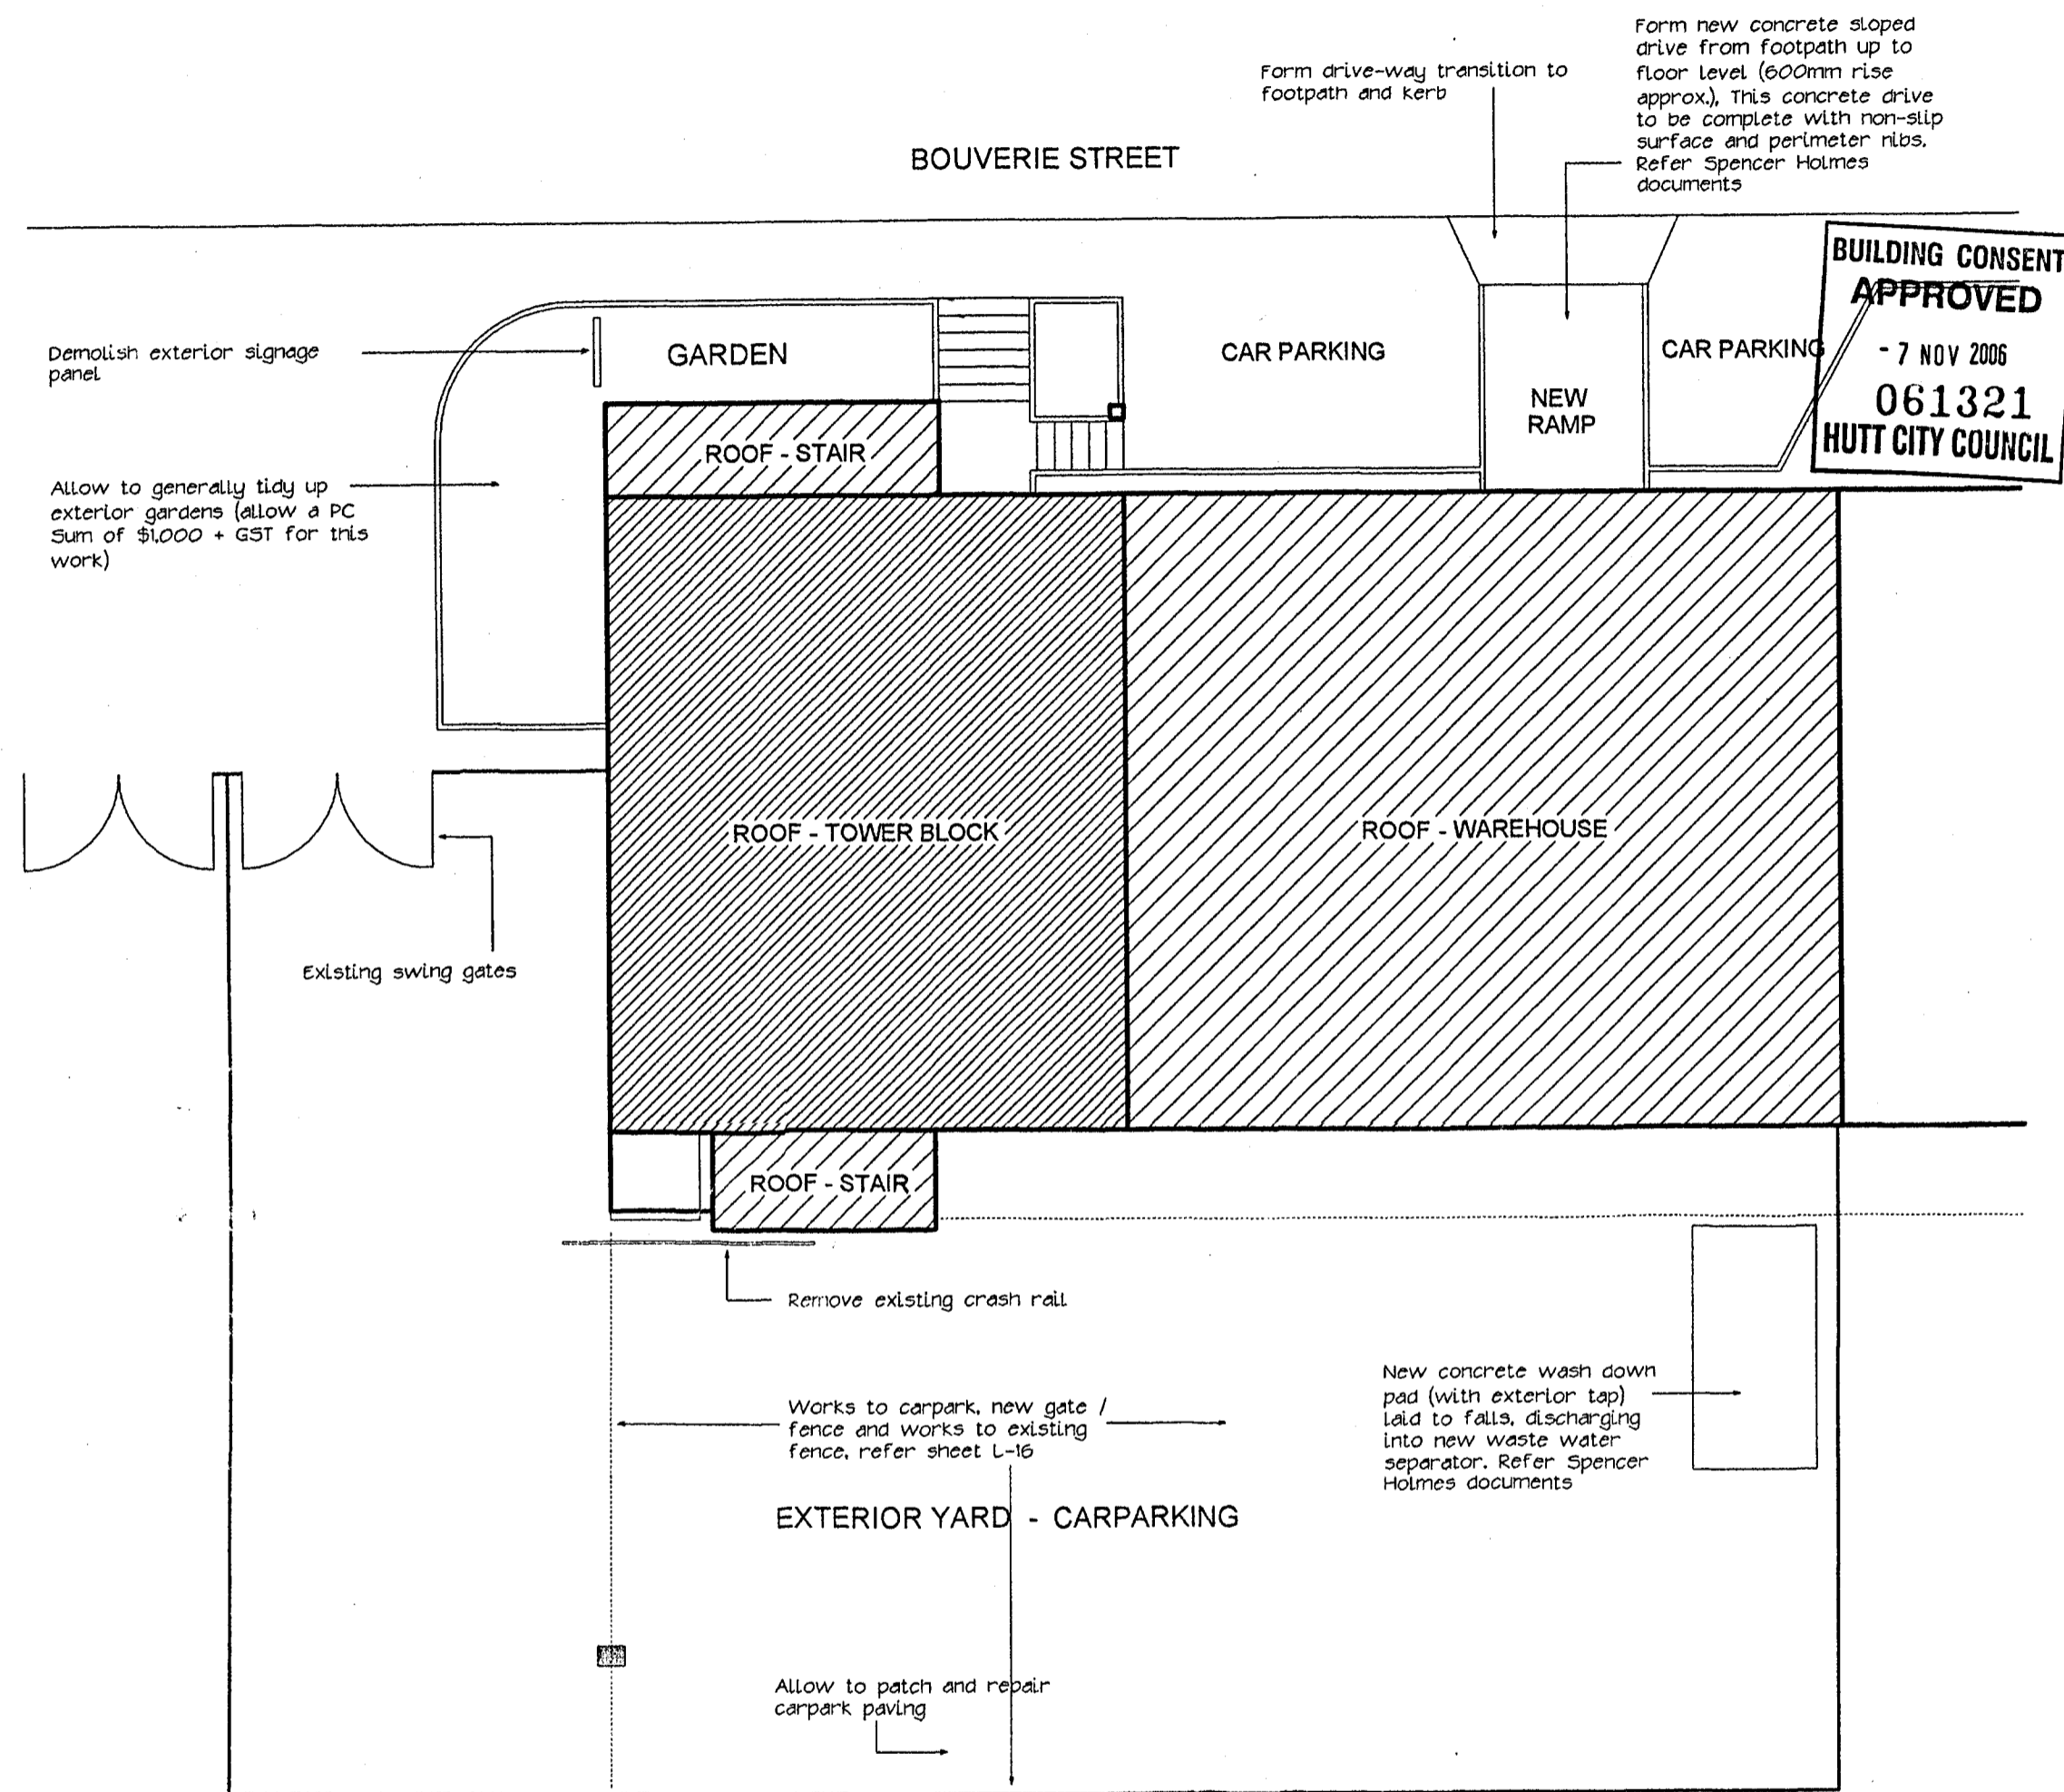 Form new concrete sloped
drive from footpath up to
floor level (600mm rise
approx.), This concrete drive
to be complete with non-slip
surface and perimeter nibs.
Refer Spencer Holmes
documents
Form drive-way transition to
footpath and kerb
BOUVERIE STREET
BUILDING CONSENT
APPROVED
- 7 NOV 2006
061321
HUTT CITY COUNCIL
Demolish exterior signage
panel
GARDEN
CAR PARKING
CAR PARKING
NEW
RAMP
ROOF - STAIR
Allow to generally tidy up
exterior gardens (allow a PC
Sum of $1,000 + GST for this
work)
ROOF - TOWER BLOCK
ROOF - WAREHOUSE
Existing swing gates
ROOF - STAIR
Remove existing crash rail
Works to carpark, new gate /
fence and works to existing
fence, refer sheet L-16
New concrete wash down
pad (with exterior tap)
laid to falls, discharging
into new waste water
separator. Refer Spencer
Holmes documents
EXTERIOR YARD - CARPARKING
Allow to patch and repair
carpark paving